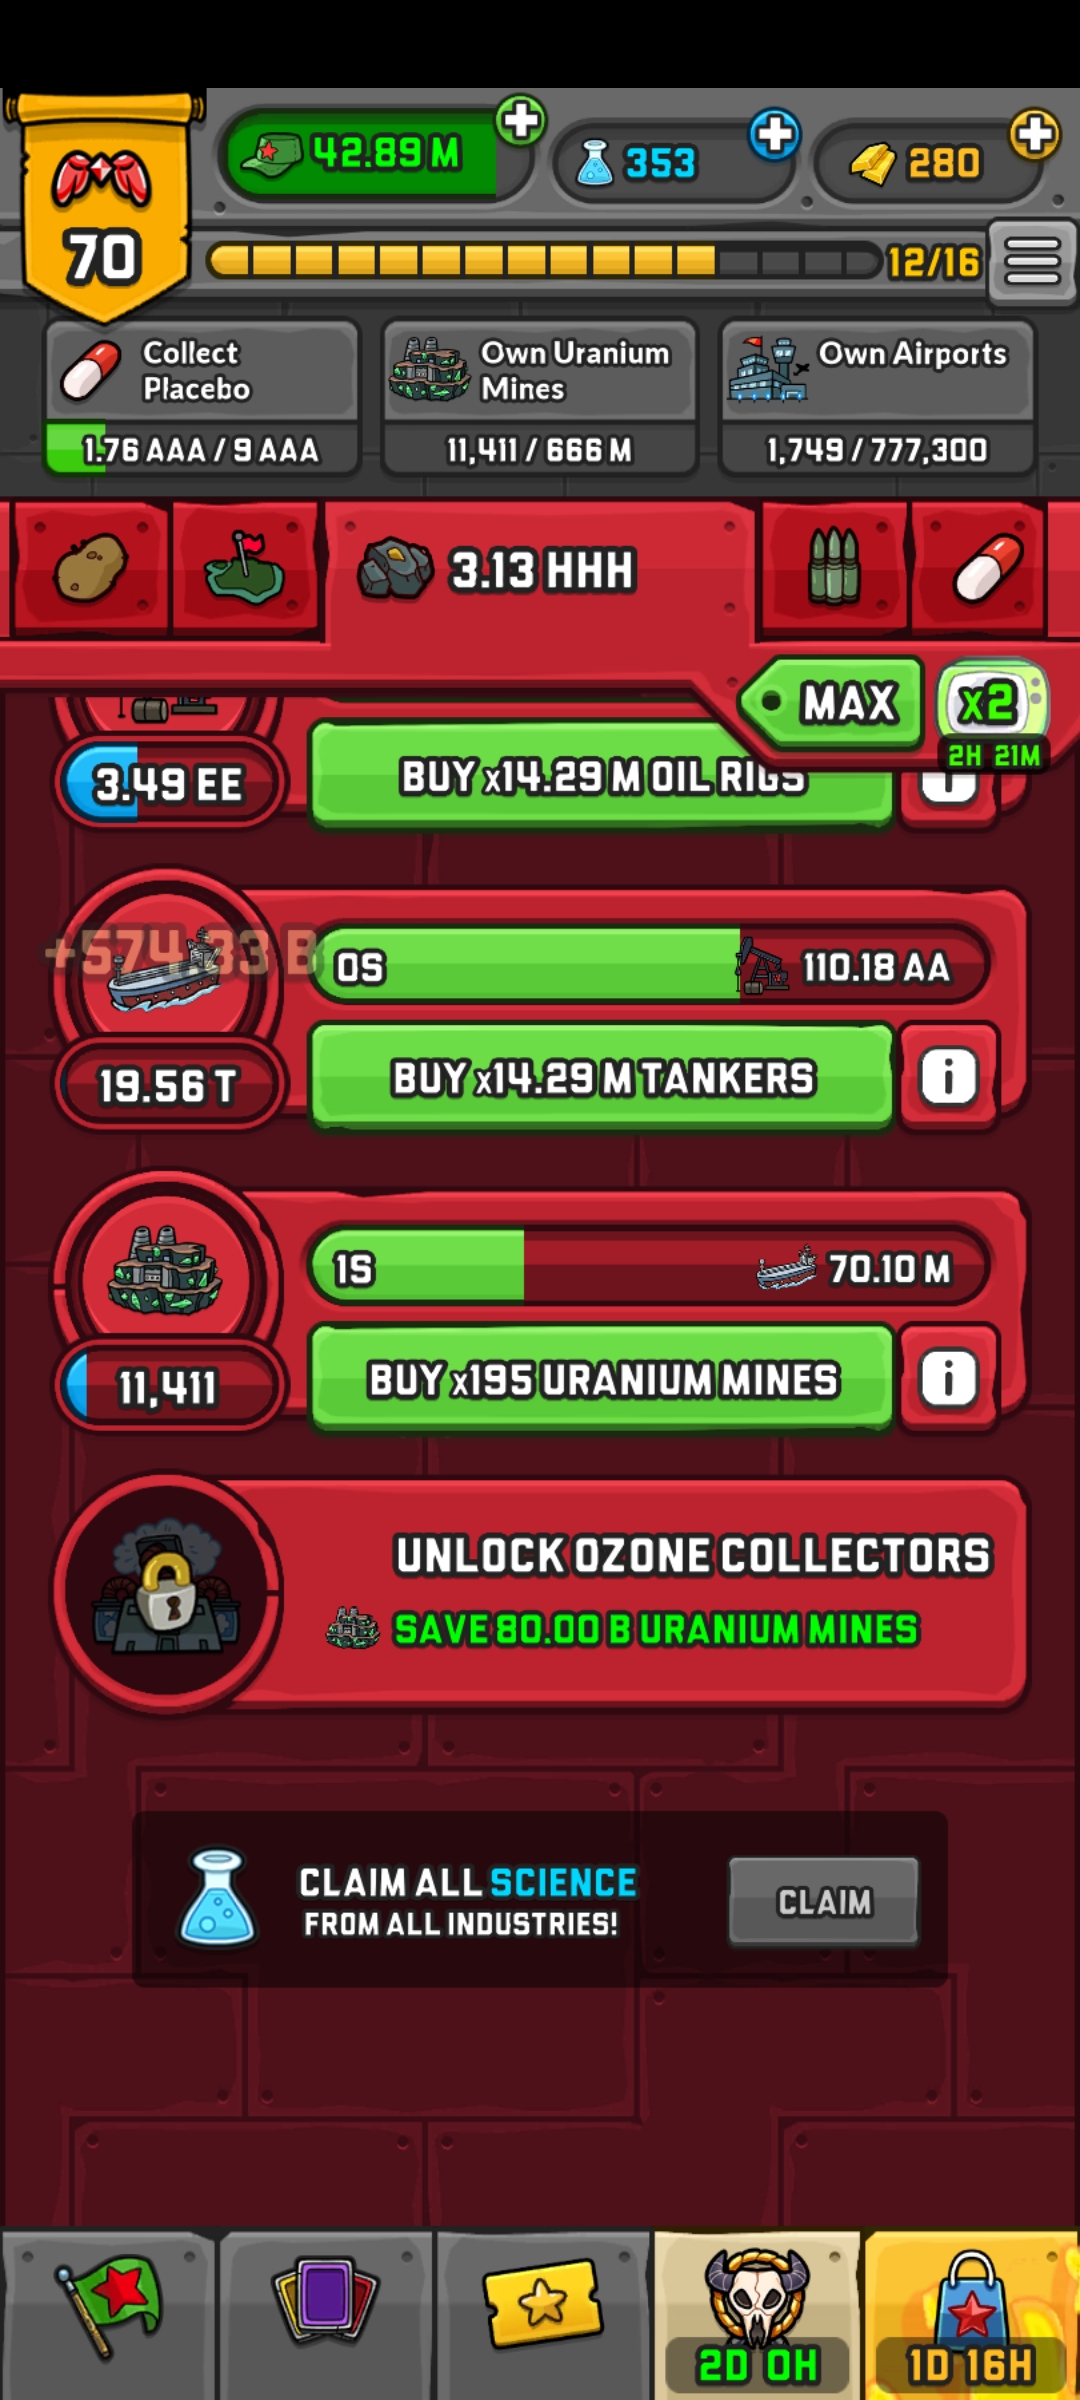 42.89 M
353
280
70
12/16
Collect
Placebo
Own Uranium
Mines
Own Airports
1.76 AAA / 9 AAA
11,411 / 666 M
1,749 / 777,300
3.13 HHH
MAX
x2
2H 21M
3.49 EE
BUY x14.29 M OIL RIGS
+574.33 B
0S
110.18 AA
19.56 T
BUY x14.29 M TANKERS
i
1S
70.10 M
11,411
BUY x195 URANIUM MINES
i
UNLOCK OZONE COLLECTORS
SAVE 80.00 B URANIUM MINES
CLAIM ALL SCIENCE
FROM ALL INDUSTRIES!
CLAIM
2D 0H
1D 16H